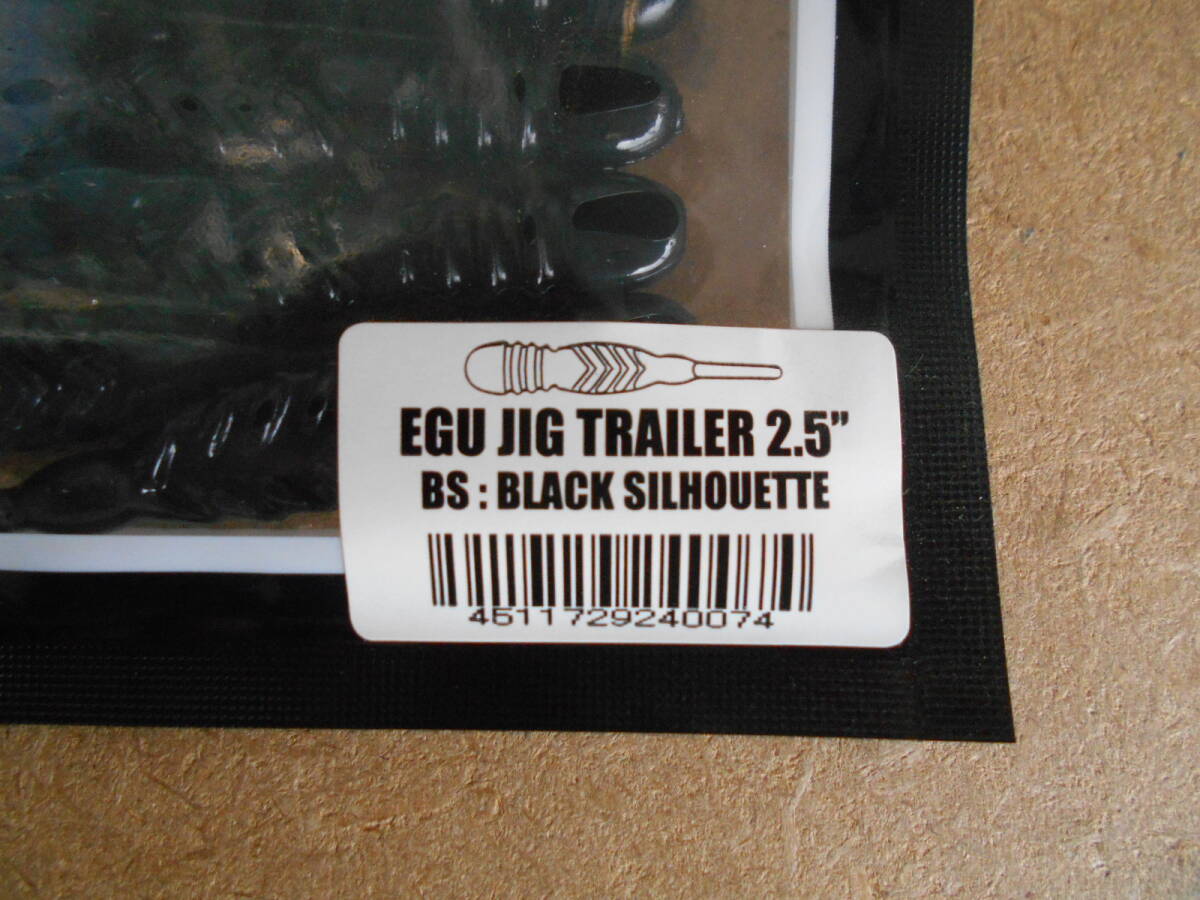 EGU JIG TRAILER 2.5”
BS : BLACK SILHOUETTE
4511729240074